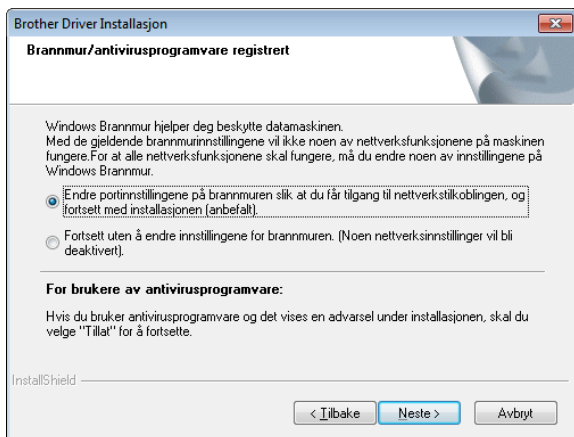 Brother Driver Installasjon
Brannmur/antivirusprogramvare registrert
Windows Brannmur hjelper deg beskytte datamaskinen.
Med de gjeldende brannmurinnstillingene vil ikke noen av nettverksfunksjonene på maskinen
fungere.For at alle nettverksfunksjonene skal fungere, må du endre noen av innstillingene på
Windows Brannmur.
Endre portinnstillingene på brannmuren slik at du får tilgang til nettverkstilkoblingen, og
fortsett med installasjonen (anbefalt).
Fortsett uten å endre innstillingene for brannmuren. (Noen nettverksinnstillinger vil bli
deaktivert).
For brukere av antivirusprogramvare:
Hvis du bruker antivirusprogramvare og det vises en advarsel under installasjonen, skal du
velge "Tillat" for å fortsette.
InstallShield
< Tilbake
Neste >
Avbryt